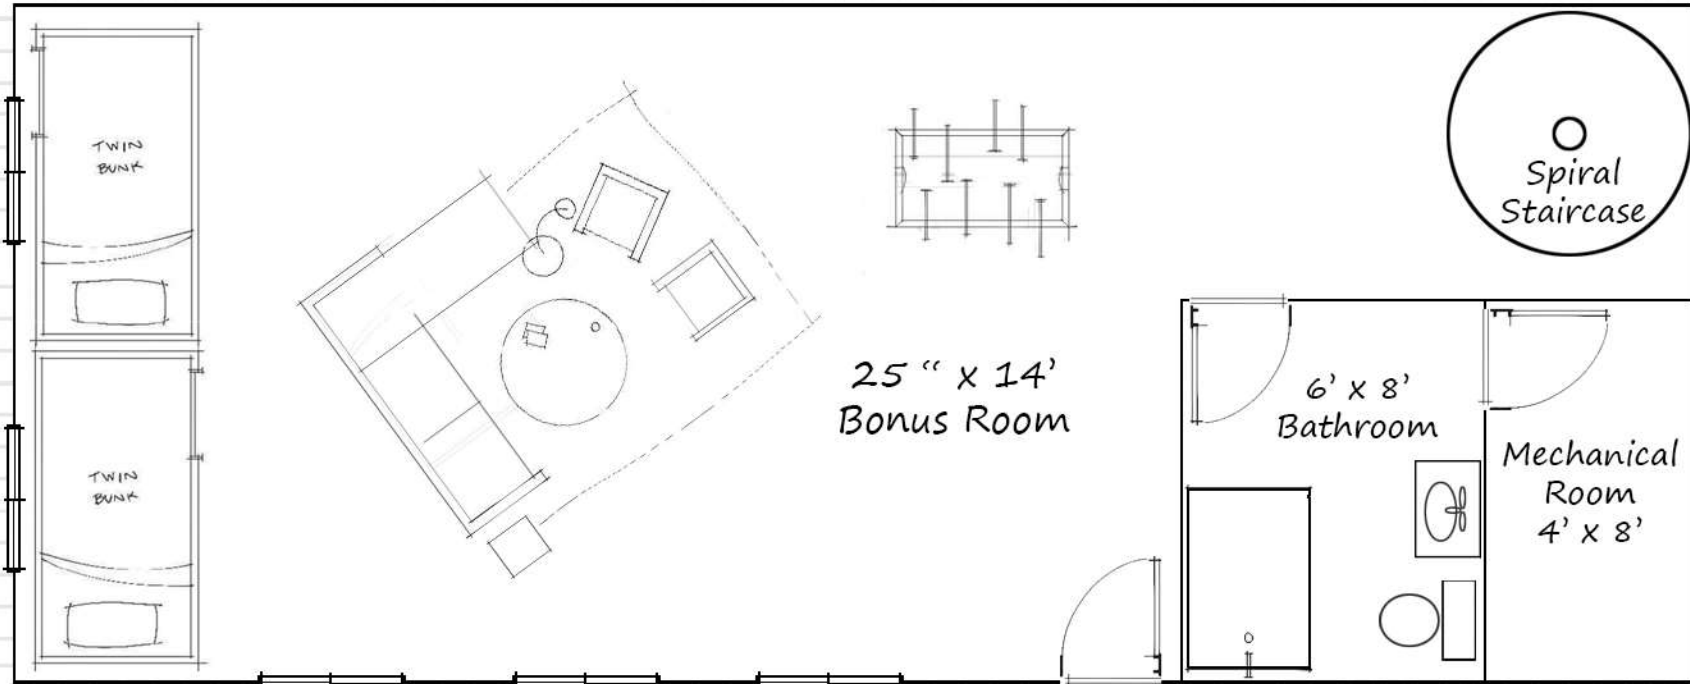 TWIN
BUNK
Spiral
Staircase
25 “ x 14’
Bonus Room
6’ x 8’
Bathroom
Mechanical
Room
4’ x 8’
TWIN
BUNK